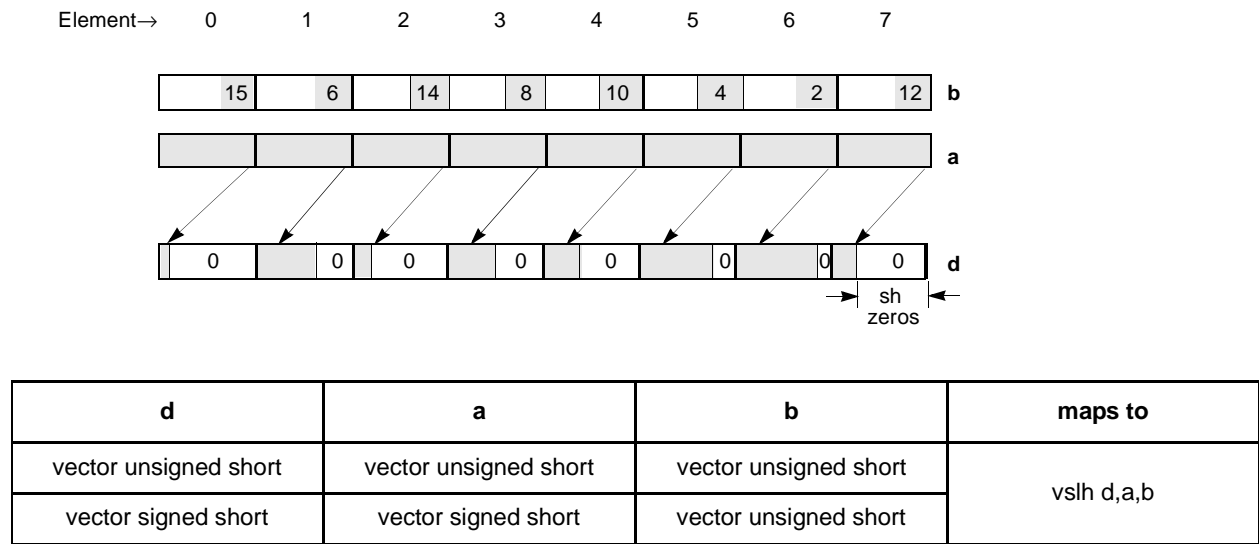 Element→ 0 1 2 3 4 5 6 7
15 6 14 8 10 4 2 12 b
a
0 0 0 0 0 0 0 0 d
sh
zeros
d a b maps to
vector unsigned short vector unsigned short vector unsigned short vslh d,a,b
vector signed short vector signed short vector unsigned short